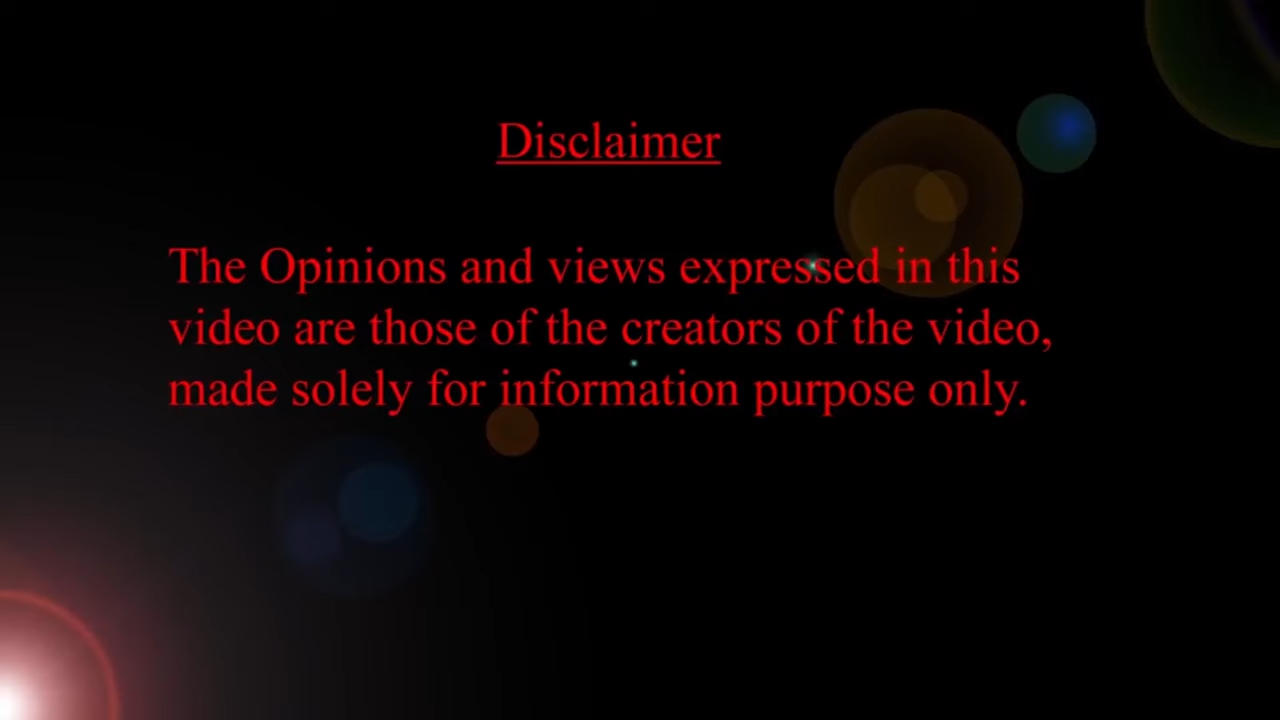 Disclaimer
The Opinions and views expressed in this
video are those of the creators of the video,
made solely for information purpose only.